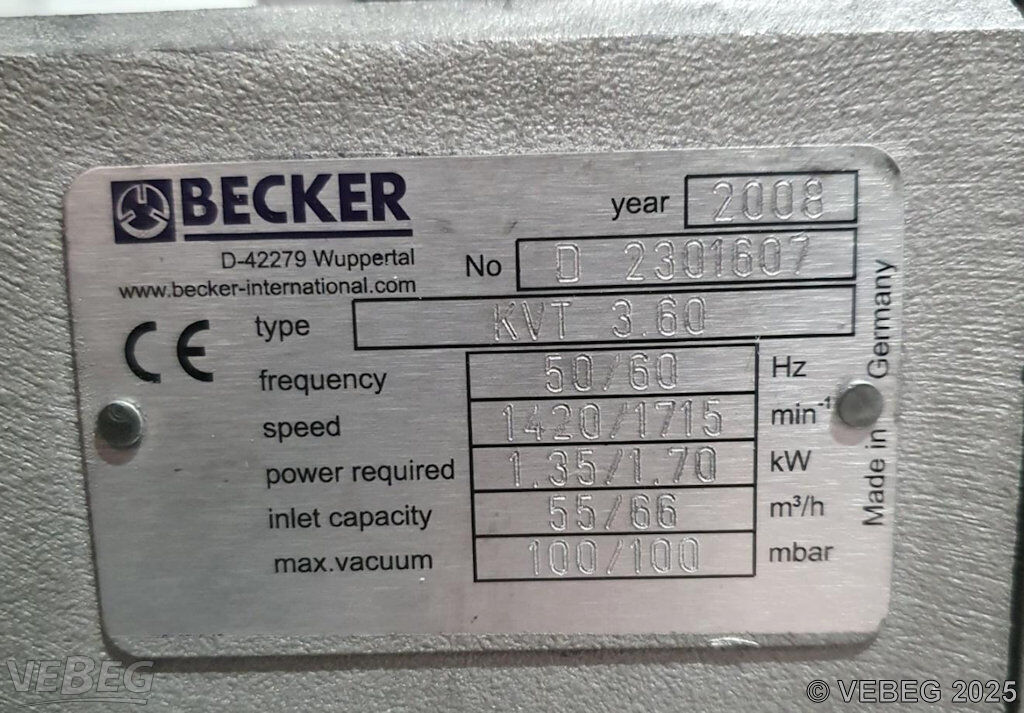 BECKER
D-42279 Wuppertal
www.becker-international.com
year 2008
No D 2301607
type KVT 3.60
frequency 50/60 Hz
speed 1420/1715 min⁻¹
power required 1.35/1.70 kW
inlet capacity 55/66 m³/h
max.vacuum 100/100 mbar
CE
Made in Germany
VEBEG
© VEBEG 2025